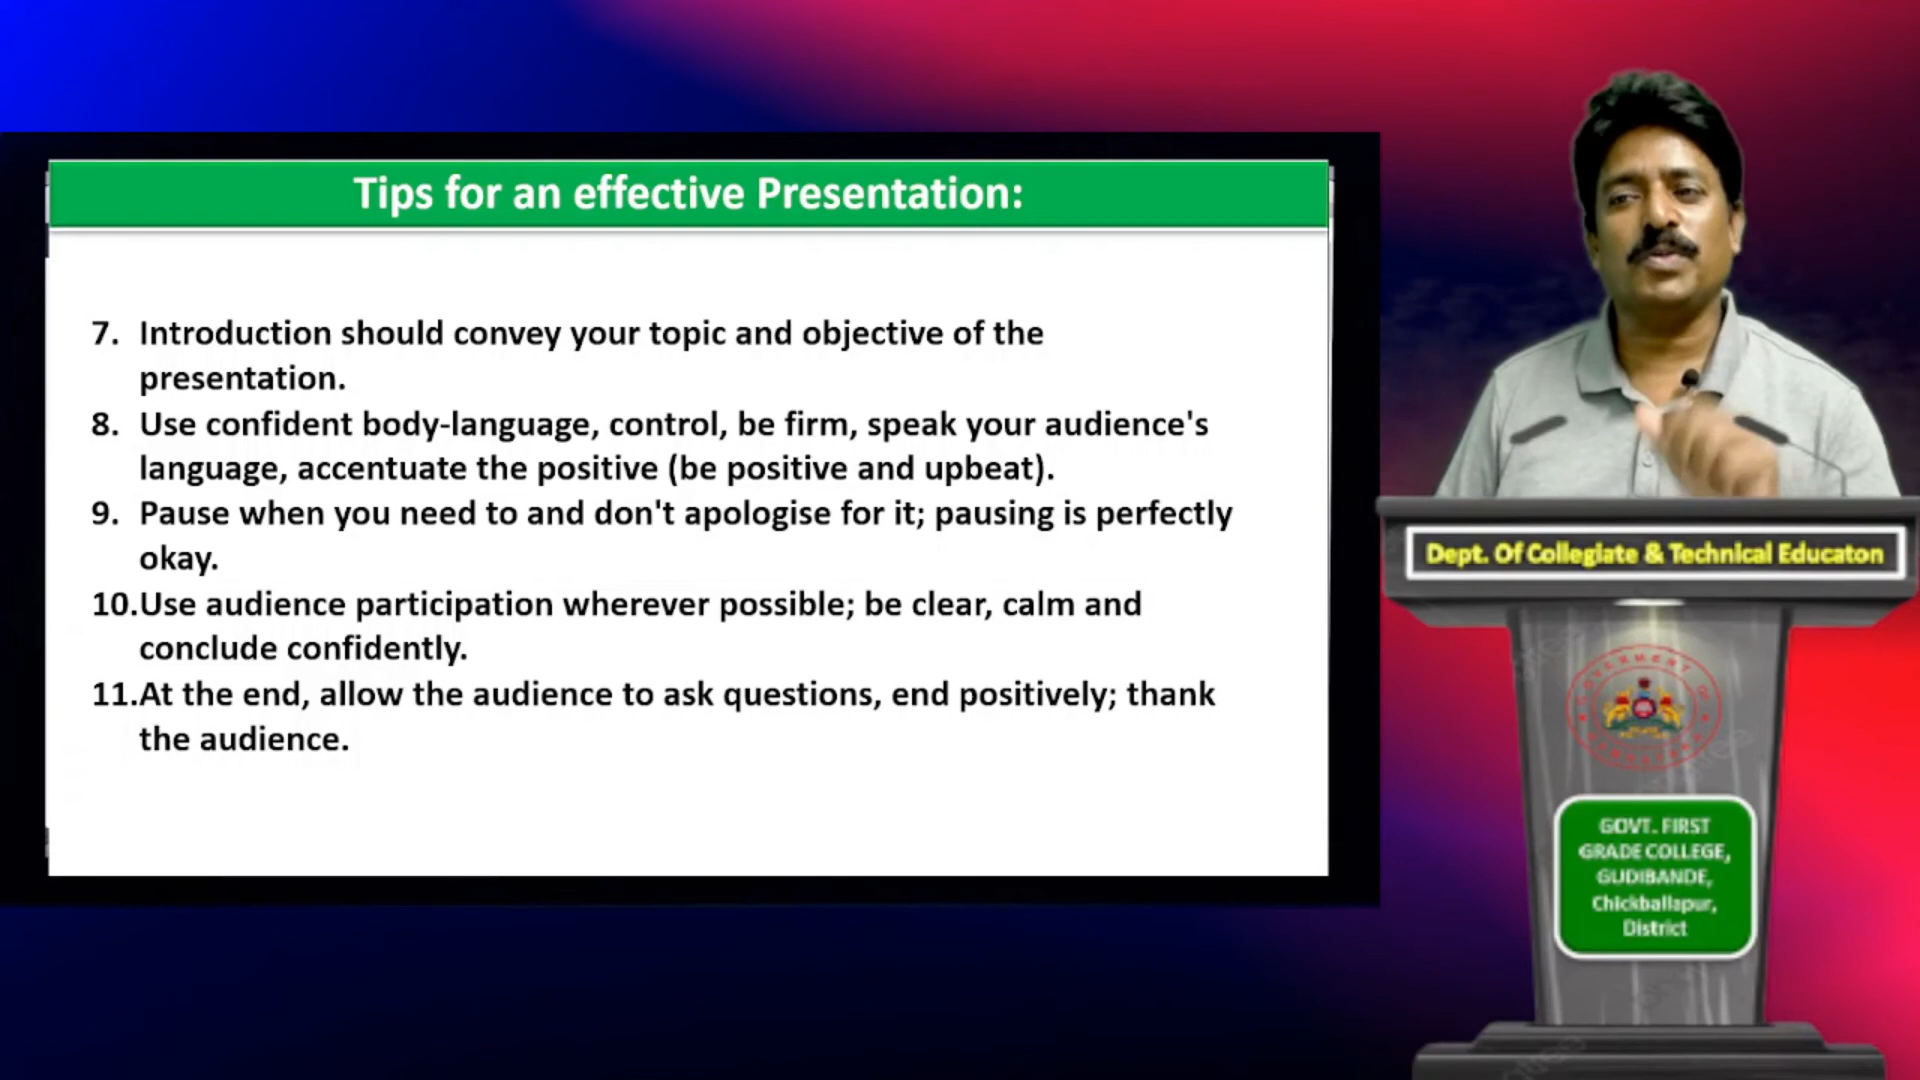 Tips for an effective Presentation:
7. Introduction should convey your topic and objective of the
presentation.
8. Use confident body-language, control, be firm, speak your audience's
language, accentuate the positive (be positive and upbeat).
9. Pause when you need to and don't apologise for it; pausing is perfectly
okay.
10.Use audience participation wherever possible; be clear, calm and
conclude confidently.
11.At the end, allow the audience to ask questions, end positively; thank
the audience.
Dept. Of Collegiate & Technical Educaton
GOVT. FIRST
GRADE COLLEGE,
GUDIBANDE,
Chickballapur,
District